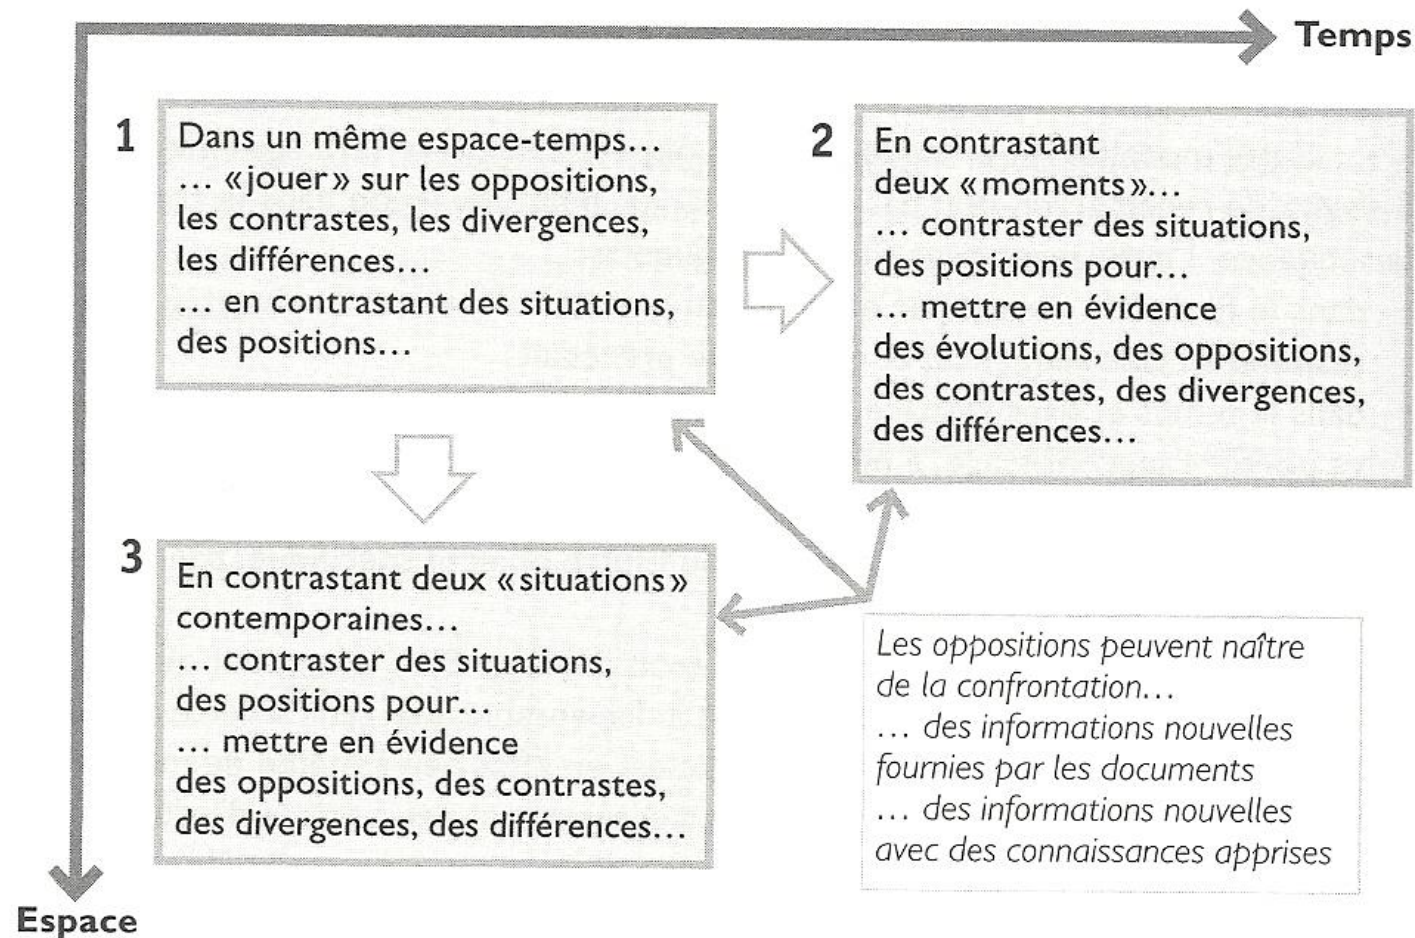 Temps
1
Dans un même espace-temps…
… «jouer» sur les oppositions,
les contrastes, les divergences,
les différences…
… en contrastant des situations,
des positions…
2
En contrastant
deux «moments»…
… contraster des situations,
des positions pour…
… mettre en évidence
des évolutions, des oppositions,
des contrastes, des divergences,
des différences…
3
En contrastant deux «situations»
contemporaines…
… contraster des situations,
des positions pour…
… mettre en évidence
des oppositions, des contrastes,
des divergences, des différences…
Les oppositions peuvent naître
de la confrontation…
… des informations nouvelles
fournies par les documents
… des informations nouvelles
avec des connaissances apprises
Espace